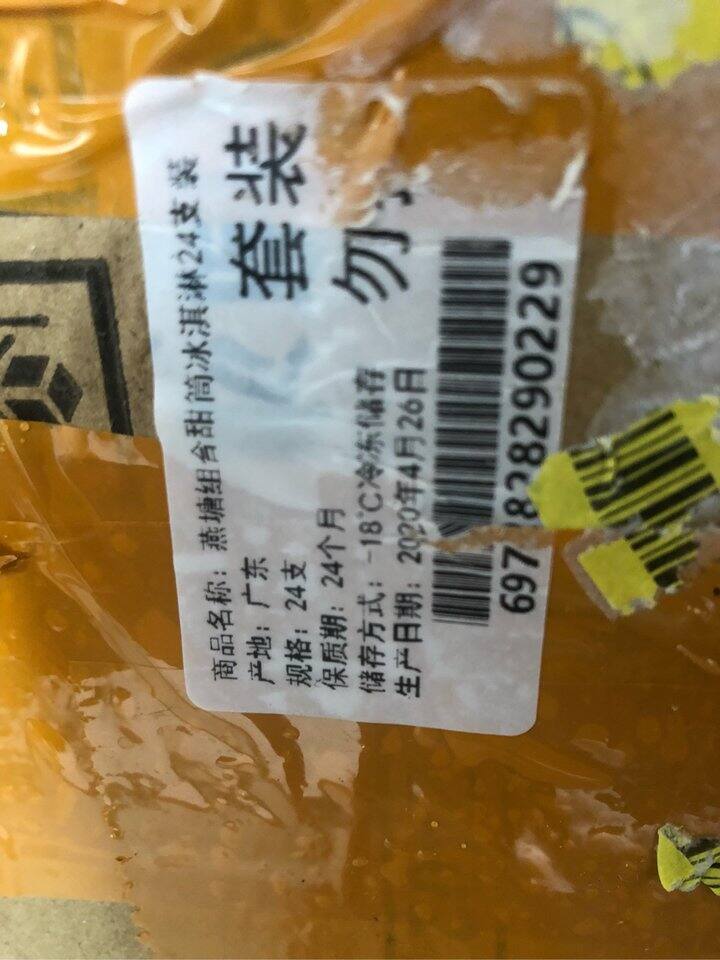 商品名称：燕塘组合甜筒冰淇淋24支装
产地：广东
规格：24支
保质期：24个月
储存方式：-18℃冷冻储存
生产日期：2020年4月26日
套装
勿
697 828290229